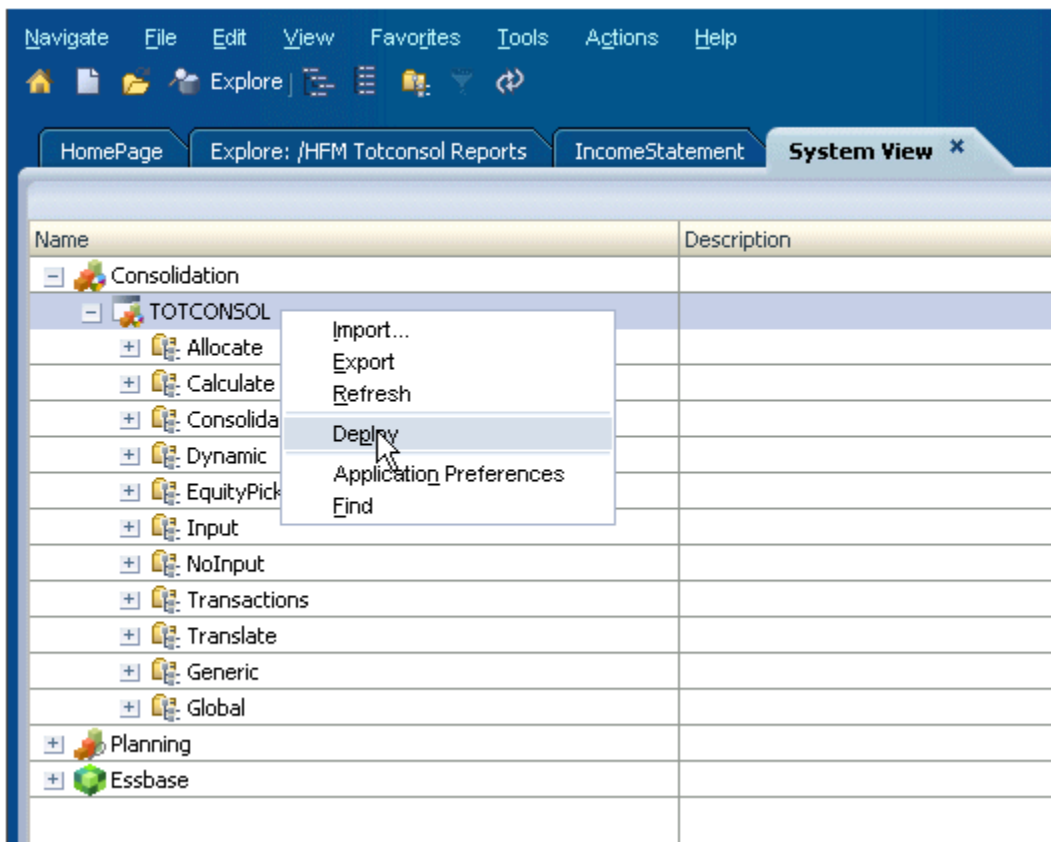 Navigate File Edit View Favorites Tools Actions Help
Explore
HomePage Explore: /HFM Totconsol Reports IncomeStatement System View
Name Description
Consolidation
TOTCONSOL
Import...
Allocate
Export
Calculate
Refresh
Consolida
Deploy
Dynamic
Application Preferences
EquityPick
Find
Input
NoInput
Transactions
Translate
Generic
Global
Planning
Essbase